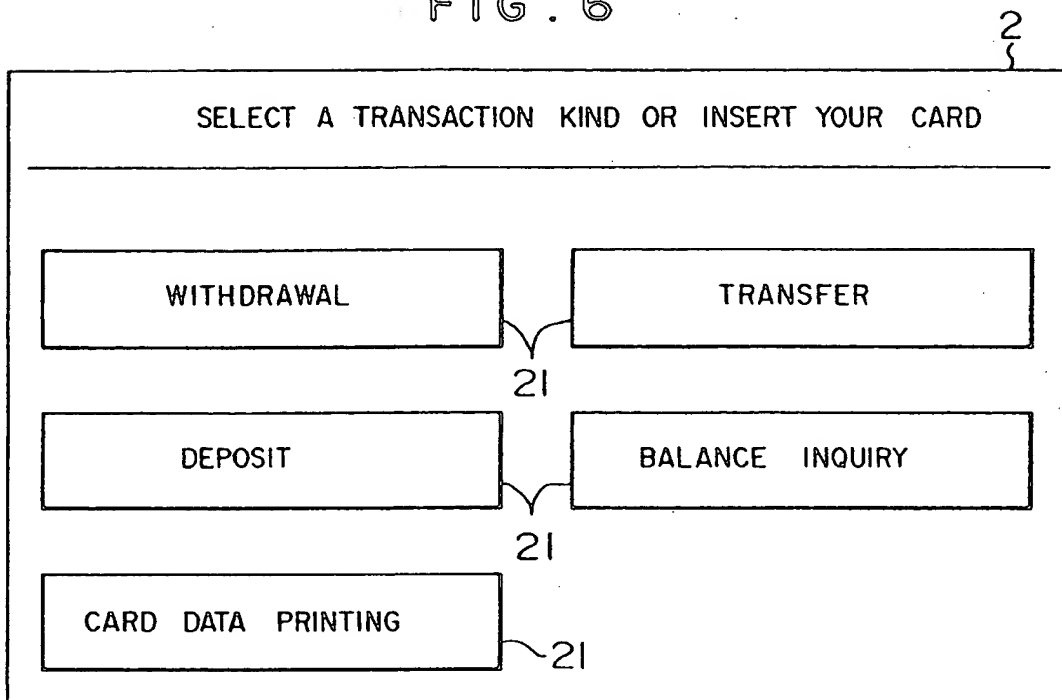 FIG. 6
2
SELECT A TRANSACTION KIND OR INSERT YOUR CARD
WITHDRAWAL
TRANSFER
21
DEPOSIT
BALANCE INQUIRY
21
CARD DATA PRINTING
21